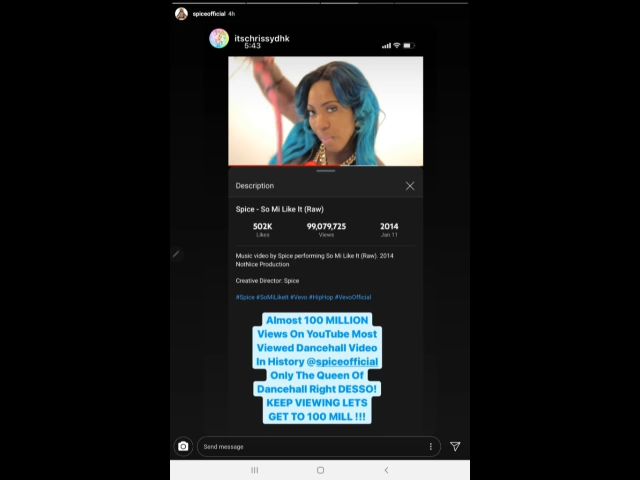 spiceofficial 4h
itschrissydhk
5:43
Description
Spice - So Mi Like It (Raw)
502K 99,079,725 2014
Likes Views Jan 11
Music video by Spice performing So Mi Like It (Raw). 2014
NotNice Production
Creative Director: Spice
#Spice #SoMiLikeIt #Vevo #HipHop #VevoOfficial
Almost 100 MILLION
Views On YouTube Most
Viewed Dancehall Video
In History @spiceofficial
Only The Queen Of
Dancehall Right DESSO!
KEEP VIEWING LETS
GET TO 100 MILL !!!
Send message